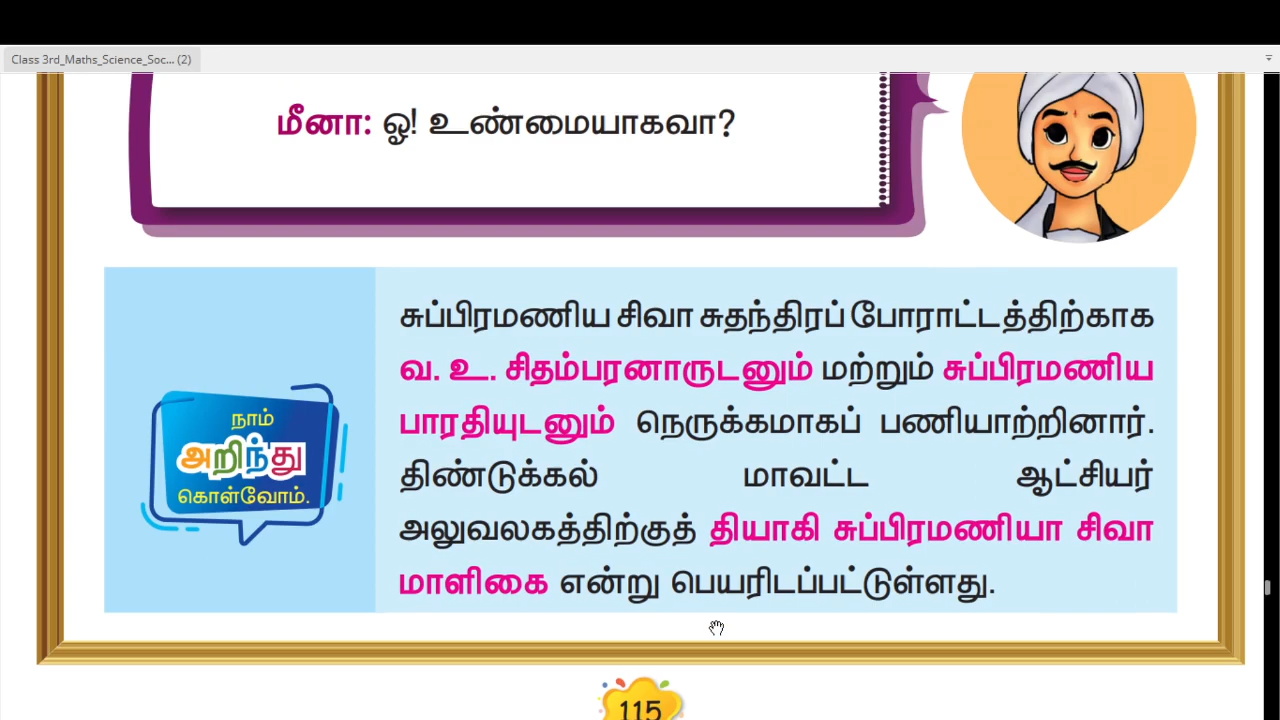 Class 3rd_Maths_Science_Soc... (2)
மீனா: ஓ! உண்மையாகவா?
சுப்பிரமணிய சிவா சுதந்திரப் போராட்டத்திற்காக
வ. உ. சிதம்பரனாருடனும் மற்றும் சுப்பிரமணிய
பாரதியுடனும் நெருக்கமாகப் பணியாற்றினார்.
திண்டுக்கல் மாவட்ட ஆட்சியர்
அலுவலகத்திற்குத் தியாகி சுப்பிரமணியா சிவா
மாளிகை என்று பெயரிடப்பட்டுள்ளது.
நாம்
அறிந்து
கொள்வோம்.
115